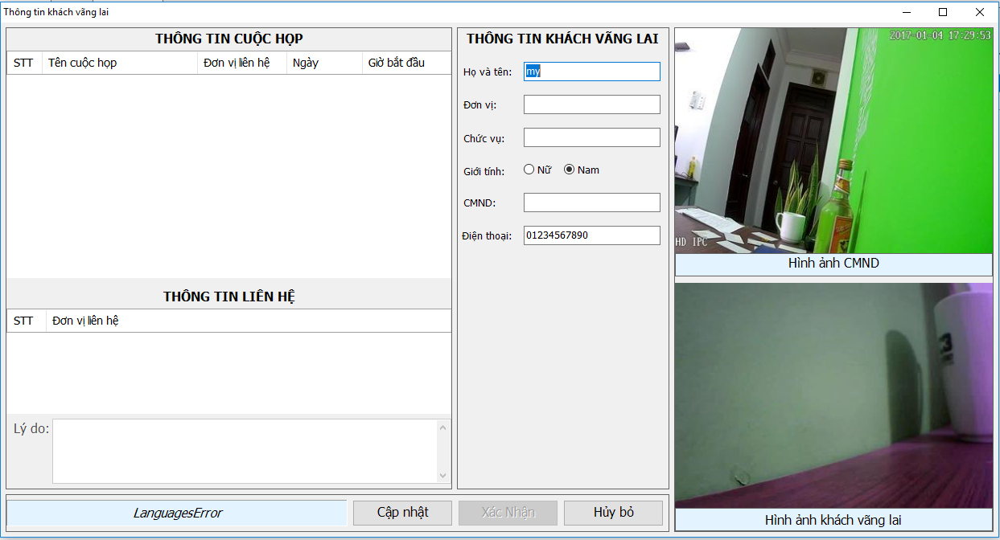 Thông tin khách vãng lai
THÔNG TIN CUỘC HỌP
STT Tên cuộc họp Đơn vị liên hệ Ngày Giờ bắt đầu
THÔNG TIN LIÊN HỆ
STT Đơn vị liên hệ
Lý do:
LanguagesError
Cập nhật Xác Nhận Hủy bỏ
THÔNG TIN KHÁCH VÃNG LAI
Họ và tên: my
Đơn vị:
Chức vụ:
Giới tính: Nữ Nam
CMND:
Điện thoại: 01234567890
2017-01-04 17:29:53
HD IPC
Hình ảnh CMND
Hình ảnh khách vãng lai